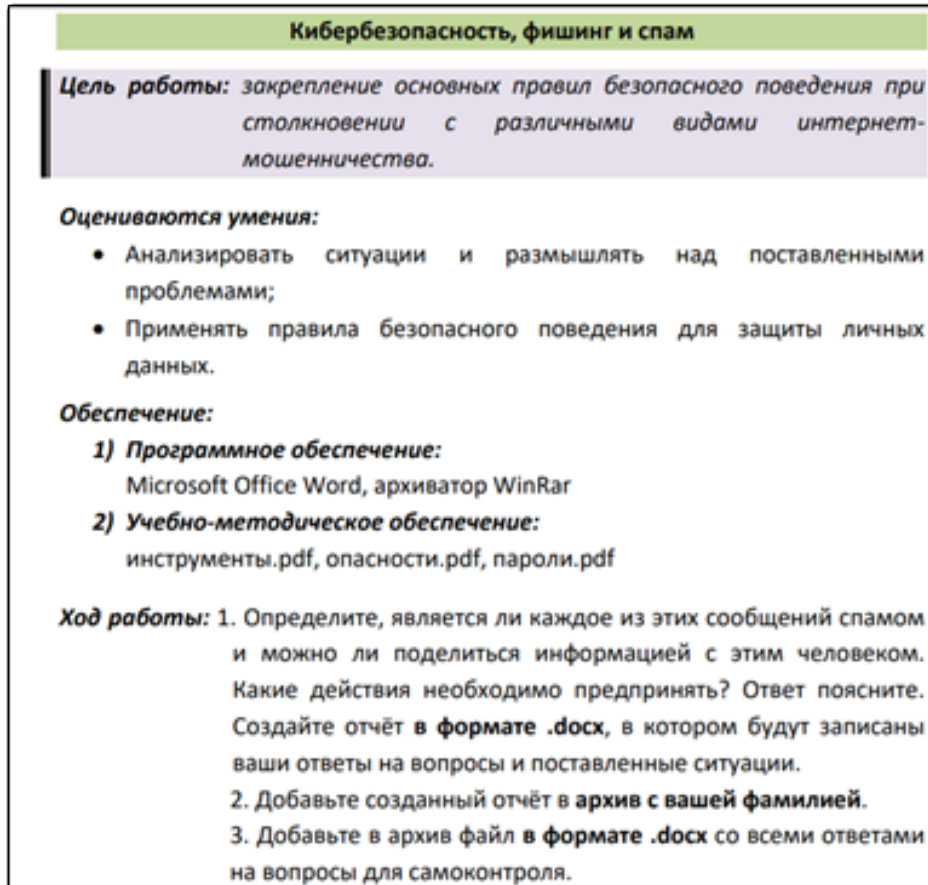 Кибербезопасность, фишинг и спам
Цель работы: закрепление основных правил безопасного поведения при
столкновении с различными видами интернет-
мошенничества.
Оцениваются умения:
• Анализировать ситуации и размышлять над поставленными
проблемами;
• Применять правила безопасного поведения для защиты личных
данных.
Обеспечение:
1) Программное обеспечение:
Microsoft Office Word, архиватор WinRar
2) Учебно-методическое обеспечение:
инструменты.pdf, опасности.pdf, пароли.pdf
Ход работы: 1. Определите, является ли каждое из этих сообщений спамом
и можно ли поделиться информацией с этим человеком.
Какие действия необходимо предпринять? Ответ поясните.
Создайте отчёт в формате .docx, в котором будут записаны
ваши ответы на вопросы и поставленные ситуации.
2. Добавьте созданный отчёт в архив с вашей фамилией.
3. Добавьте в архив файл в формате .docx со всеми ответами
на вопросы для самоконтроля.